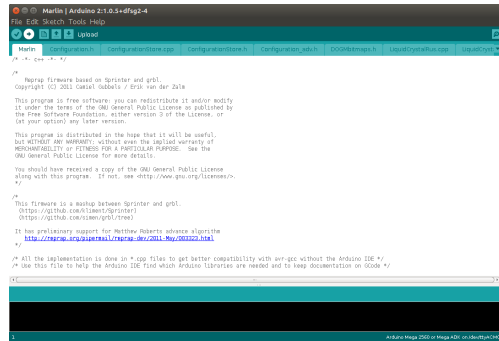 Marlin | Arduino 2:1.0.5+dfsg2-4
File Edit Sketch Tools Help
Upload
Marlin Configuration.h ConfigurationStore.cpp ConfigurationStore.h Configuration_adv.h DOGMbitmaps.h LiquidCrystalRus.cpp LiquidCryst
/* -*- c++ -*- */
/*
Reprap firmware based on Sprinter and grbl.
Copyright (C) 2011 Camiel Gubbels / Erik van der Zalm
This program is free software: you can redistribute it and/or modify
it under the terms of the GNU General Public License as published by
the Free Software Foundation, either version 3 of the License, or
(at your option) any later version.
This program is distributed in the hope that it will be useful,
but WITHOUT ANY WARRANTY; without even the implied warranty of
MERCHANTABILITY or FITNESS FOR A PARTICULAR PURPOSE. See the
GNU General Public License for more details.
You should have received a copy of the GNU General Public License
along with this program. If not, see <http://www.gnu.org/licenses/>.
*/
/*
This firmware is a mashup between Sprinter and grbl.
(https://github.com/kliment/Sprinter)
(https://github.com/simen/grbl/tree)
It has preliminary support for Matthew Roberts advance algorithm
http://reprap.org/pipermail/reprap-dev/2011-May/003323.html
*/
/* All the implementation is done in *.cpp files to get better compatibility with avr-gcc without the Arduino IDE */
/* Use this file to help the Arduino IDE find which Arduino libraries are needed and to keep documentation on GCode */
1
Arduino Mega 2560 or Mega ADK on /dev/ttyACM0